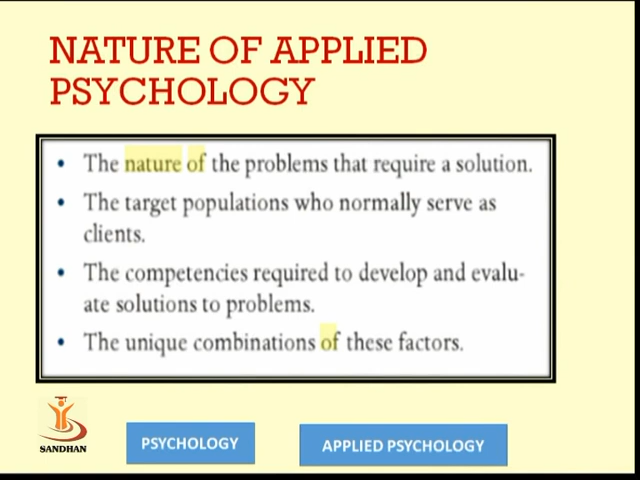 NATURE OF APPLIED
PSYCHOLOGY
• The nature of the problems that require a solution.
• The target populations who normally serve as
clients.
• The competencies required to develop and evalu-
ate solutions to problems.
• The unique combinations of these factors.
SANDHAN
PSYCHOLOGY
APPLIED PSYCHOLOGY